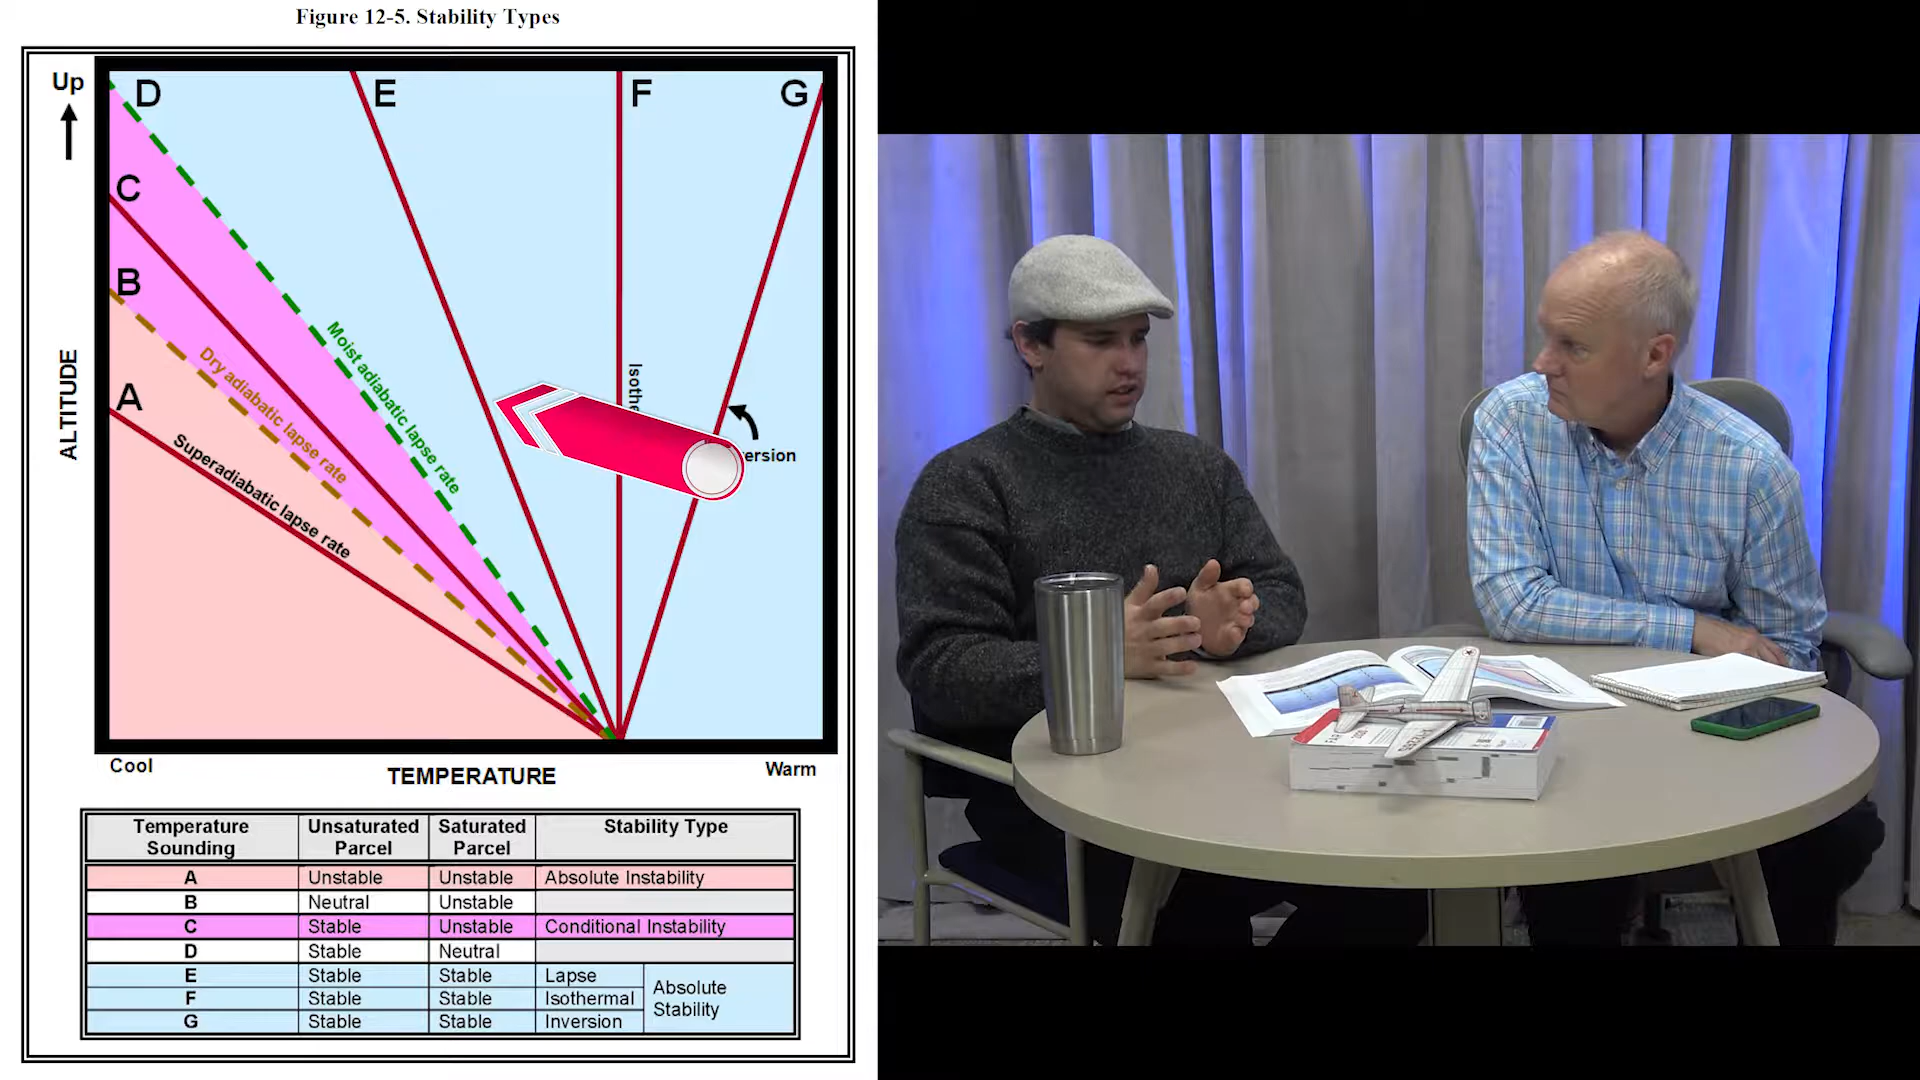 Figure 12-5. Stability Types
Up
D
E
F
G
C
B
A
ALTITUDE
Moist adiabatic lapse rate
Dry adiabatic lapse rate
Superadiabatic lapse rate
Isothe
ersion
Cool
TEMPERATURE
Warm
Temperature Sounding
Unsaturated Parcel
Saturated Parcel
Stability Type
A Unstable Unstable Absolute Instability
B Neutral Unstable
C Stable Unstable Conditional Instability
D Stable Neutral
E Stable Stable Lapse
F Stable Stable Isothermal
G Stable Stable Inversion
Absolute
Stability